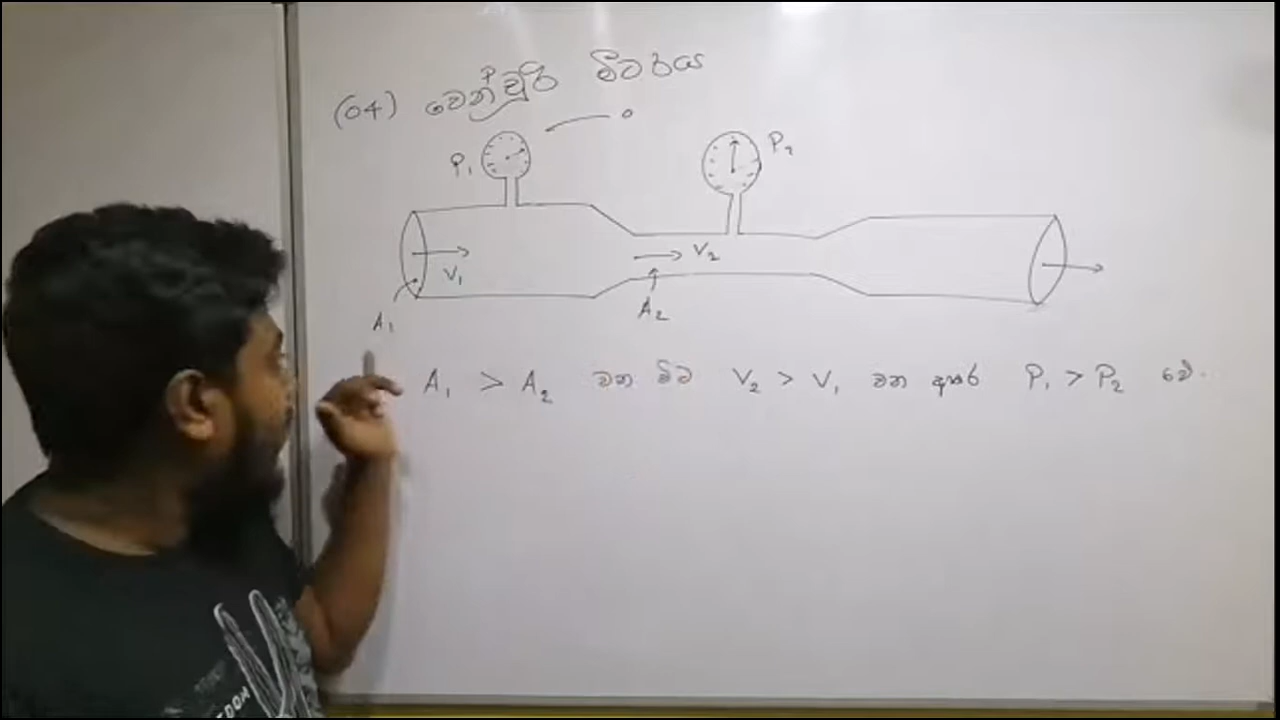 (04) වෙන්චූරි මීටරය
P₁
P₂
V₁
V₂
A₁
A₂
A₁ > A₂ වන විට V₂ > V₁ වන අතර P₁ > P₂ වේ.